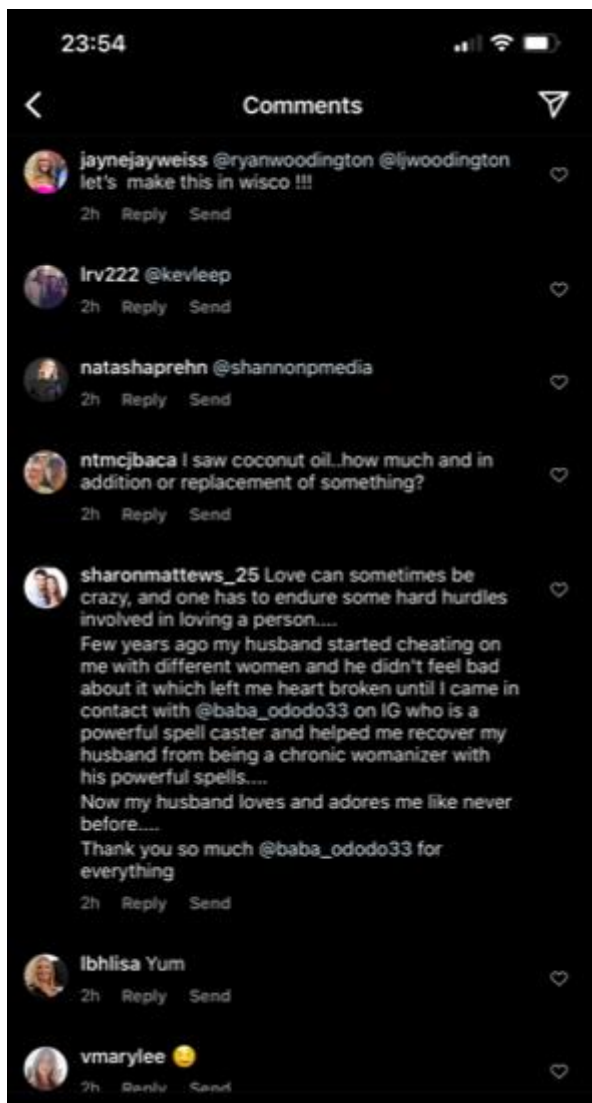 23:54
Comments
jaynejayweiss @ryanwoodington @ljwoodington
let's make this in wisco !!!
2h Reply Send
lrv222 @kevleep
2h Reply Send
natashaprehn @shannonpmedia
2h Reply Send
ntmcjbaca I saw coconut oil..how much and in
addition or replacement of something?
2h Reply Send
sharonmattews_25 Love can sometimes be
crazy, and one has to endure some hard hurdles
involved in loving a person....
Few years ago my husband started cheating on
me with different women and he didn't feel bad
about it which left me heart broken until I came in
contact with @baba_ododo33 on IG who is a
powerful spell caster and helped me recover my
husband from being a chronic womanizer with
his powerful spells....
Now my husband loves and adores me like never
before....
Thank you so much @baba_ododo33 for
everything
2h Reply Send
lbhlisa Yum
2h Reply Send
vmarylee 😋
2h Reply Send